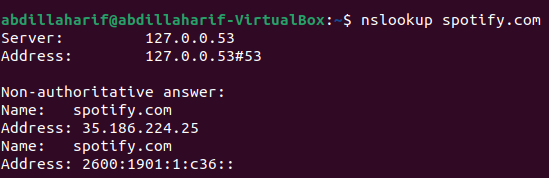 abdillaharif@abdillaharif-VirtualBox:~$ nslookup spotify.com
Server:         127.0.0.53
Address:        127.0.0.53#53

Non-authoritative answer:
Name:   spotify.com
Address: 35.186.224.25
Name:   spotify.com
Address: 2600:1901:1:c36::